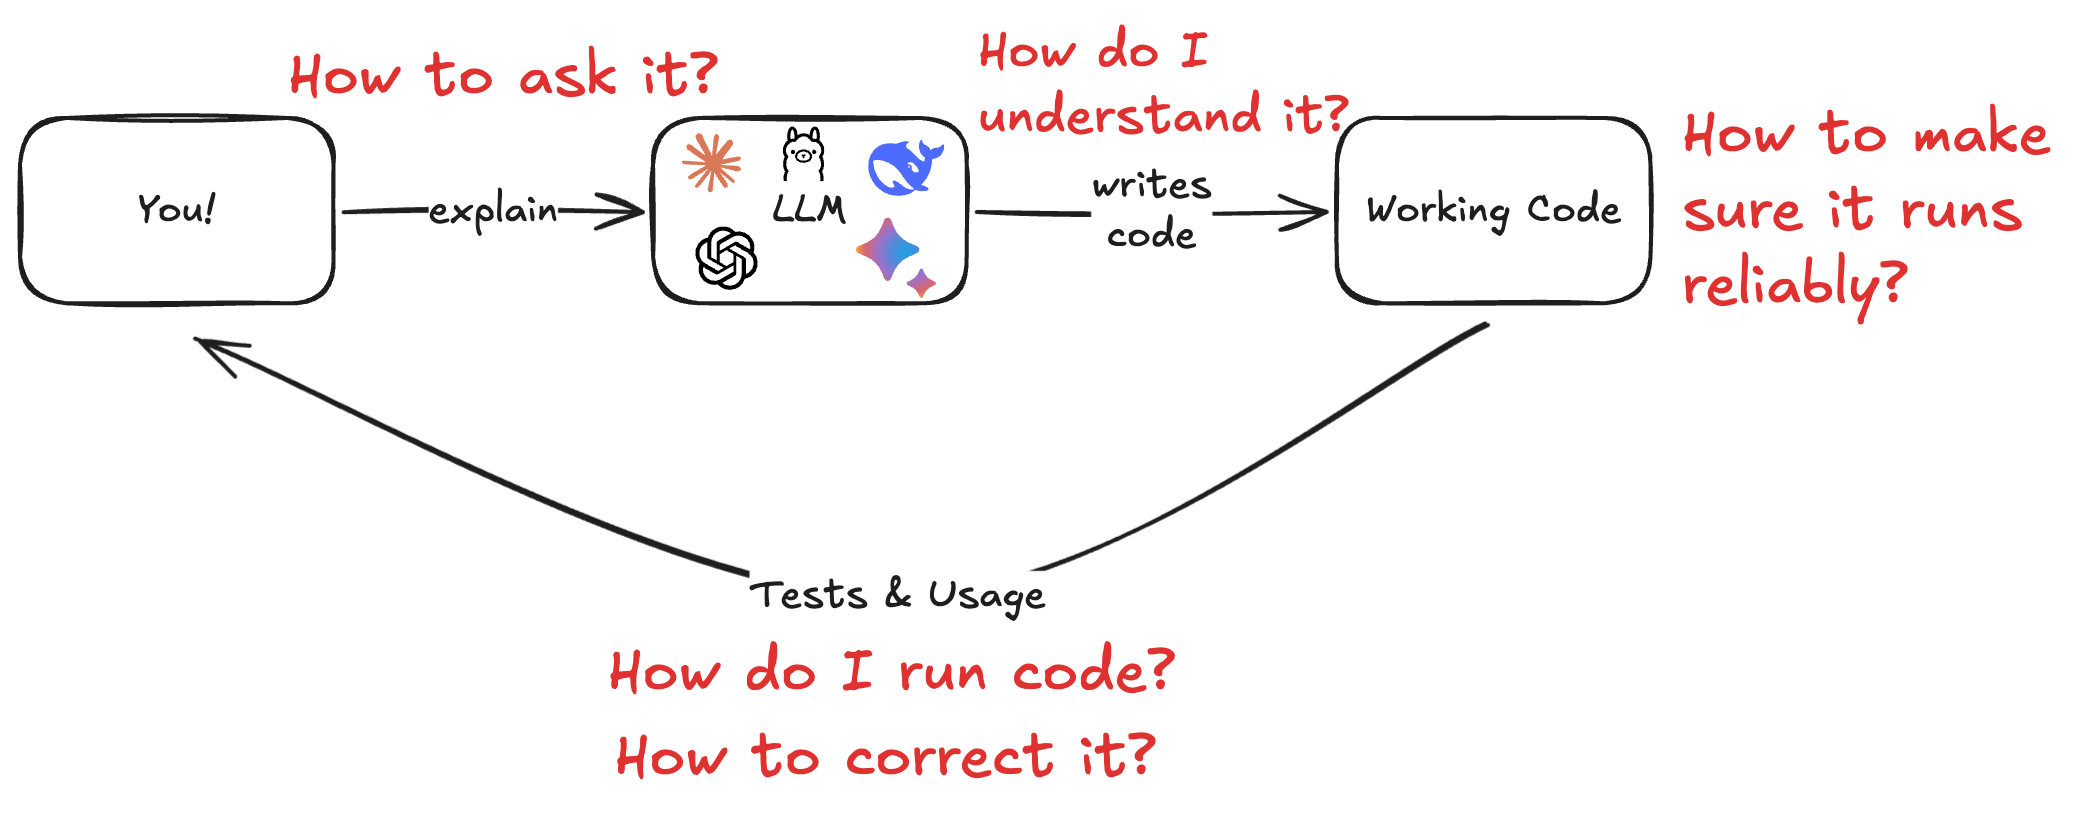 How to ask it?
How do I
understand it?
You!
explain
LLM
writes
code
Working Code
How to make
sure it runs
reliably?
Tests & Usage
How do I run code?
How to correct it?